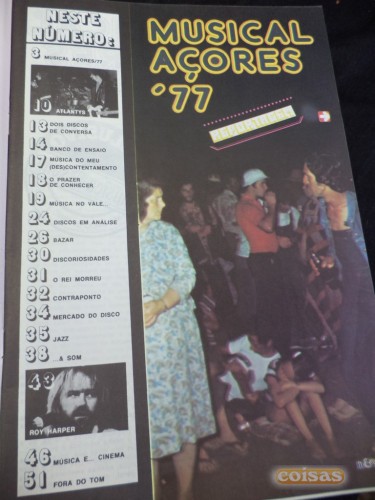 NESTE
NÚMERO:
3 MUSICAL AÇORES/77
10 ATLANTYS
13 DOIS DISCOS
DE CONVERSA
14 BANCO DE ENSAIO
17 MÚSICA DO MEU
(DES)CONTENTAMENTO
18 O PRAZER
DE CONHECER
19 MÚSICA NO VALE...
24 DISCOS EM ANÁLISE
26 BAZAR
30 DISCORIOSIDADES
31 O REI MORREU
32 CONTRAPONTO
34 MERCADO DO DISCO
35 JAZZ
38 ...& SOM
43
ROY HARPER
46 MÚSICA E... CINEMA
51 FORA DO TOM
MUSICAL
AÇORES
'77
coisas